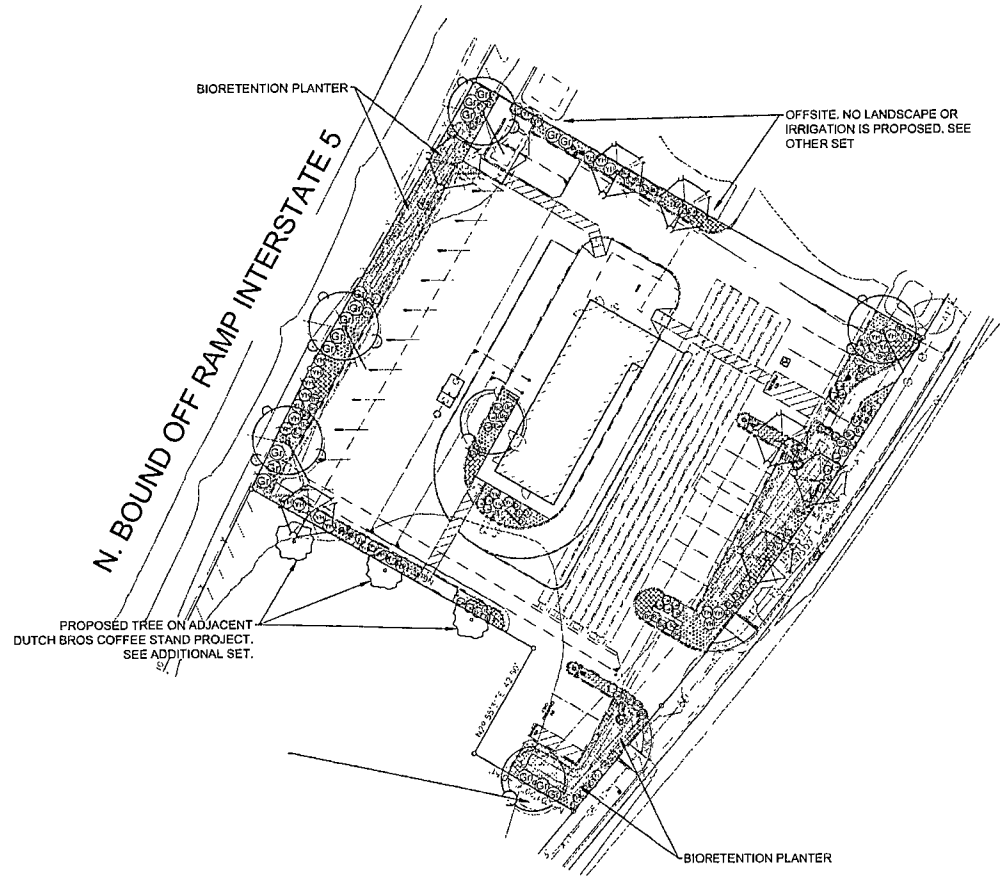 BIORETENTION PLANTER
OFFSITE. NO LANDSCAPE OR
IRRIGATION IS PROPOSED. SEE
OTHER SET
N. BOUND OFF RAMP INTERSTATE 5
PROPOSED TREE ON ADJACENT
DUTCH BROS COFFEE STAND PROJECT.
SEE ADDITIONAL SET.
BIORETENTION PLANTER